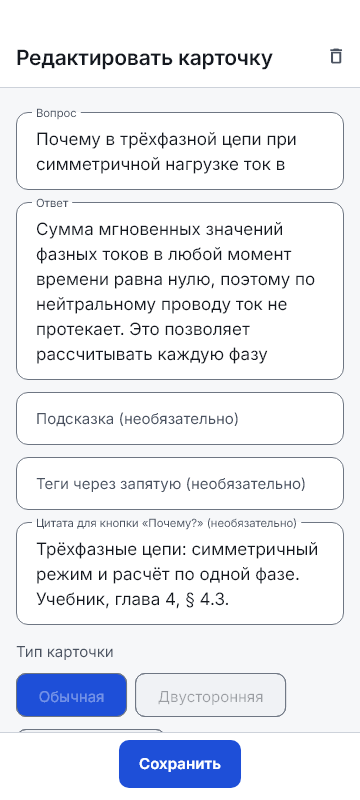 Редактировать карточку
Вопрос
Почему в трёхфазной цепи при
симметричной нагрузке ток в
Ответ
Сумма мгновенных значений
фазных токов в любой момент
времени равна нулю, поэтому по
нейтральному проводу ток не
протекает. Это позволяет
рассчитывать каждую фазу
Подсказка (необязательно)
Теги через запятую (необязательно)
Цитата для кнопки «Почему?» (необязательно)
Трёхфазные цепи: симметричный
режим и расчёт по одной фазе.
Учебник, глава 4, § 4.3.
Тип карточки
Обычная
Двусторонняя
Сохранить